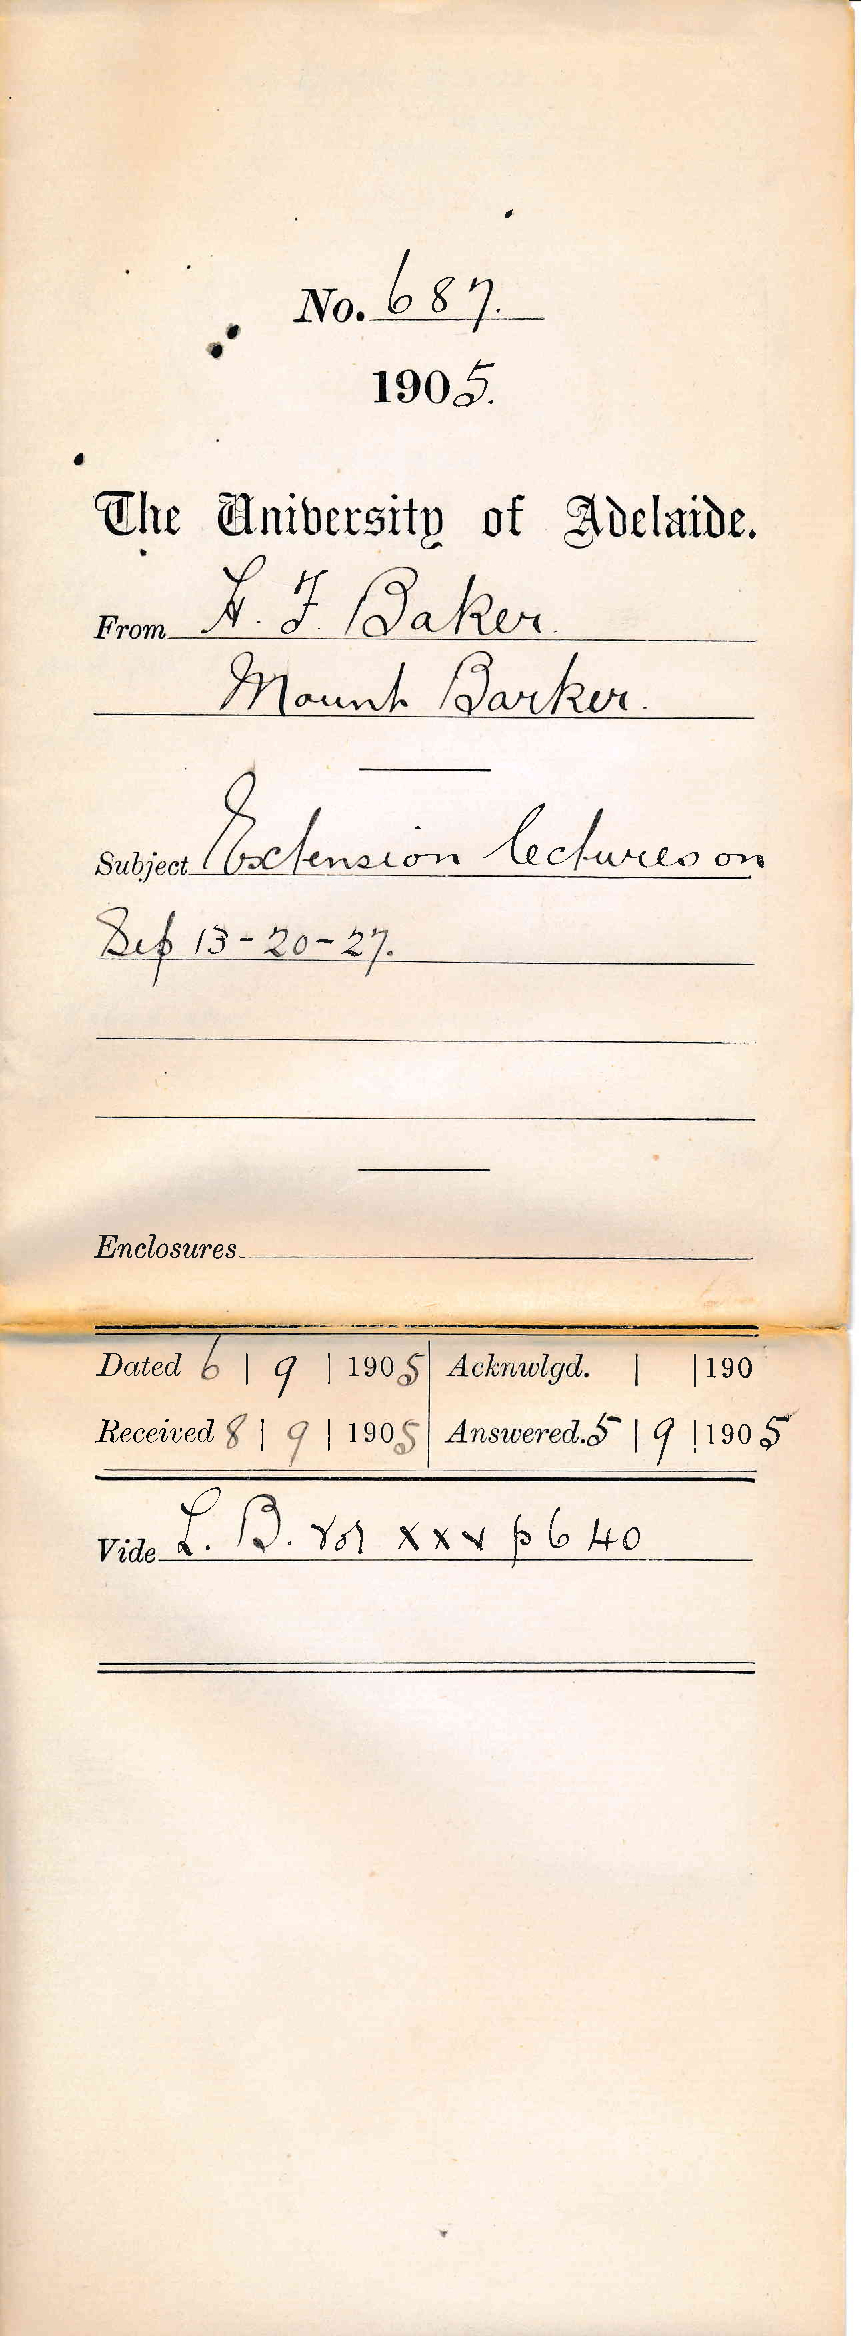 No. 687.
1905.
The University of Adelaide.
From H. F. Baker.
Mount Barker.
Subject Extension lectures on
Sep 13-20-27.
Enclosures
Dated 6 | 9 | 1905 Acknwlgd. | | 190
Received 8 | 9 | 1905 Answered. 5 | 9 | 1905
Vide L. B. Vol xxv p 640